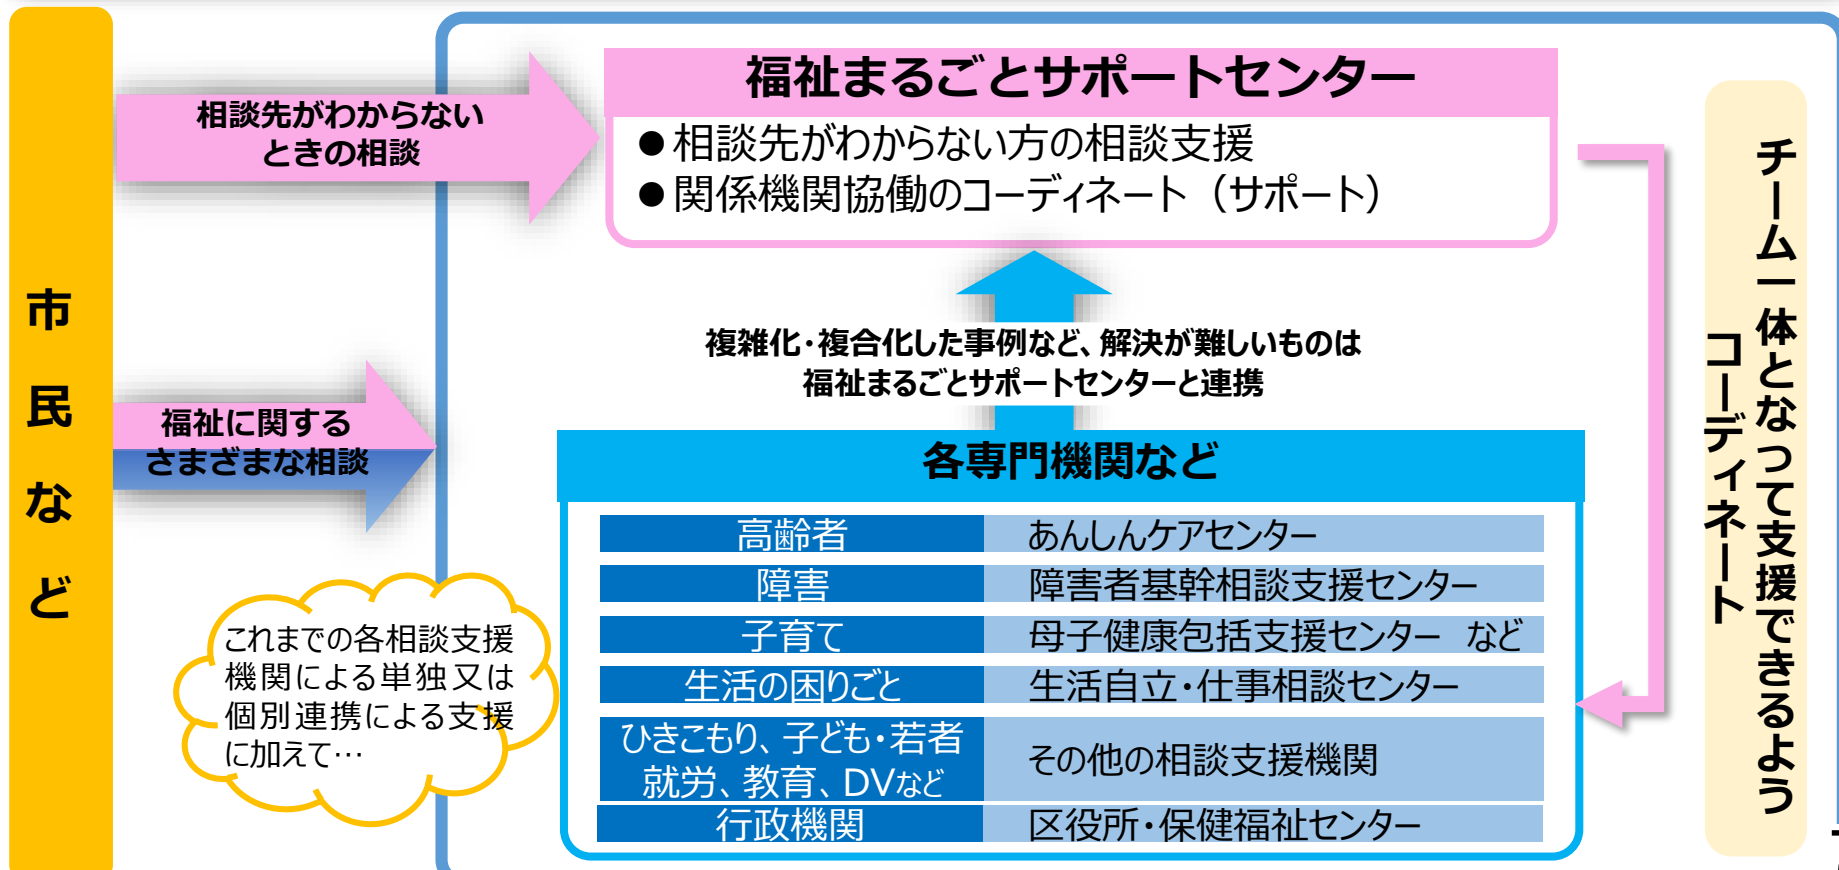 市民など
相談先がわからない
ときの相談
福祉に関する
さまざまな相談
これまでの各相談支援
機関による単独又は
個別連携による支援
に加えて…
福祉まるごとサポートセンター
●相談先がわからない方の相談支援
●関係機関協働のコーディネート（サポート）
複雑化・複合化した事例など、解決が難しいものは
福祉まるごとサポートセンターと連携
各専門機関など
高齢者 あんしんケアセンター
障害 障害者基幹相談支援センター
子育て 母子健康包括支援センター など
生活の困りごと 生活自立・仕事相談センター
ひきこもり、子ども・若者
就労、教育、DVなど その他の相談支援機関
行政機関 区役所・保健福祉センター
チーム一体となって支援できるよう
コーディネート